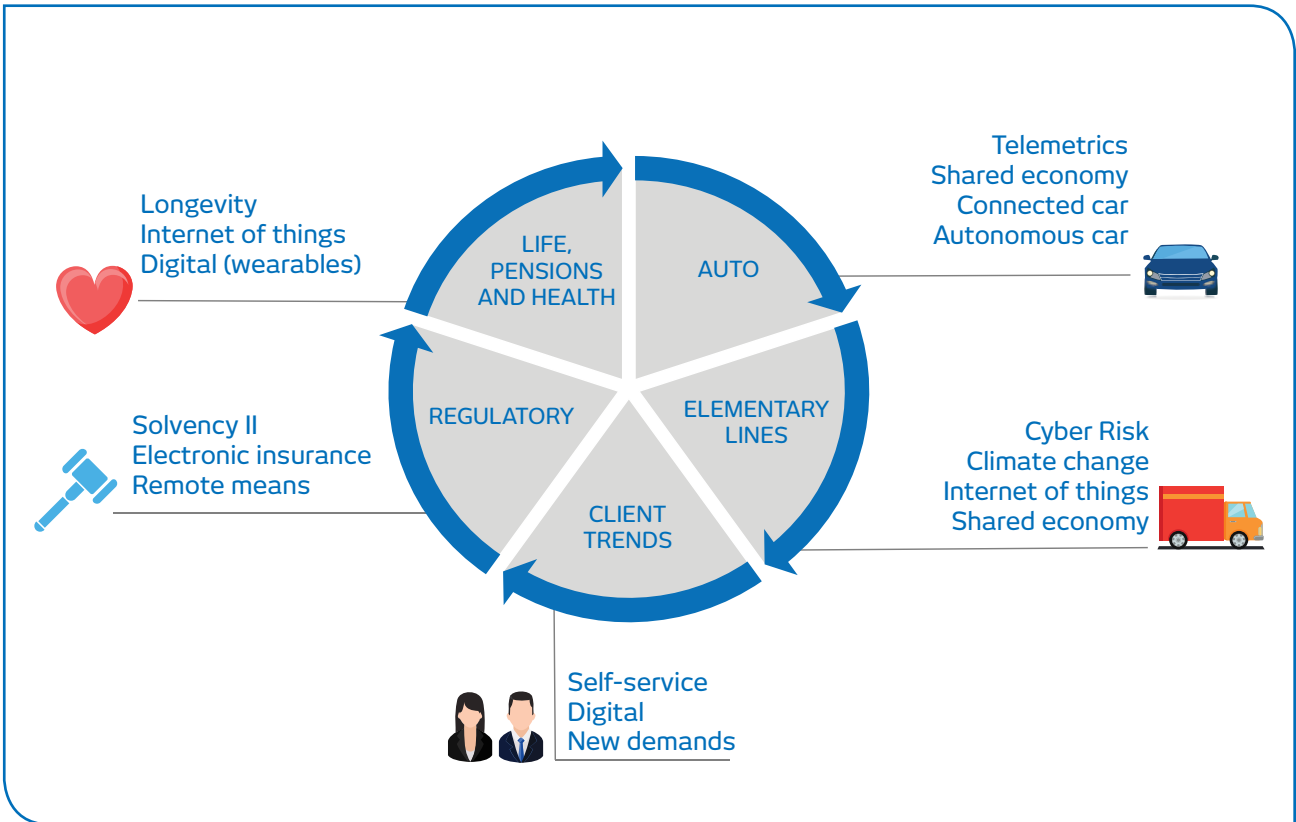 Telemetrics
Shared economy
Connected car
Autonomous car
Longevity
Internet of things
Digital (wearables)
LIFE,
PENSIONS
AND HEALTH
AUTO
REGULATORY
ELEMENTARY
LINES
CLIENT
TRENDS
Solvency II
Electronic insurance
Remote means
Cyber Risk
Climate change
Internet of things
Shared economy
Self-service
Digital
New demands